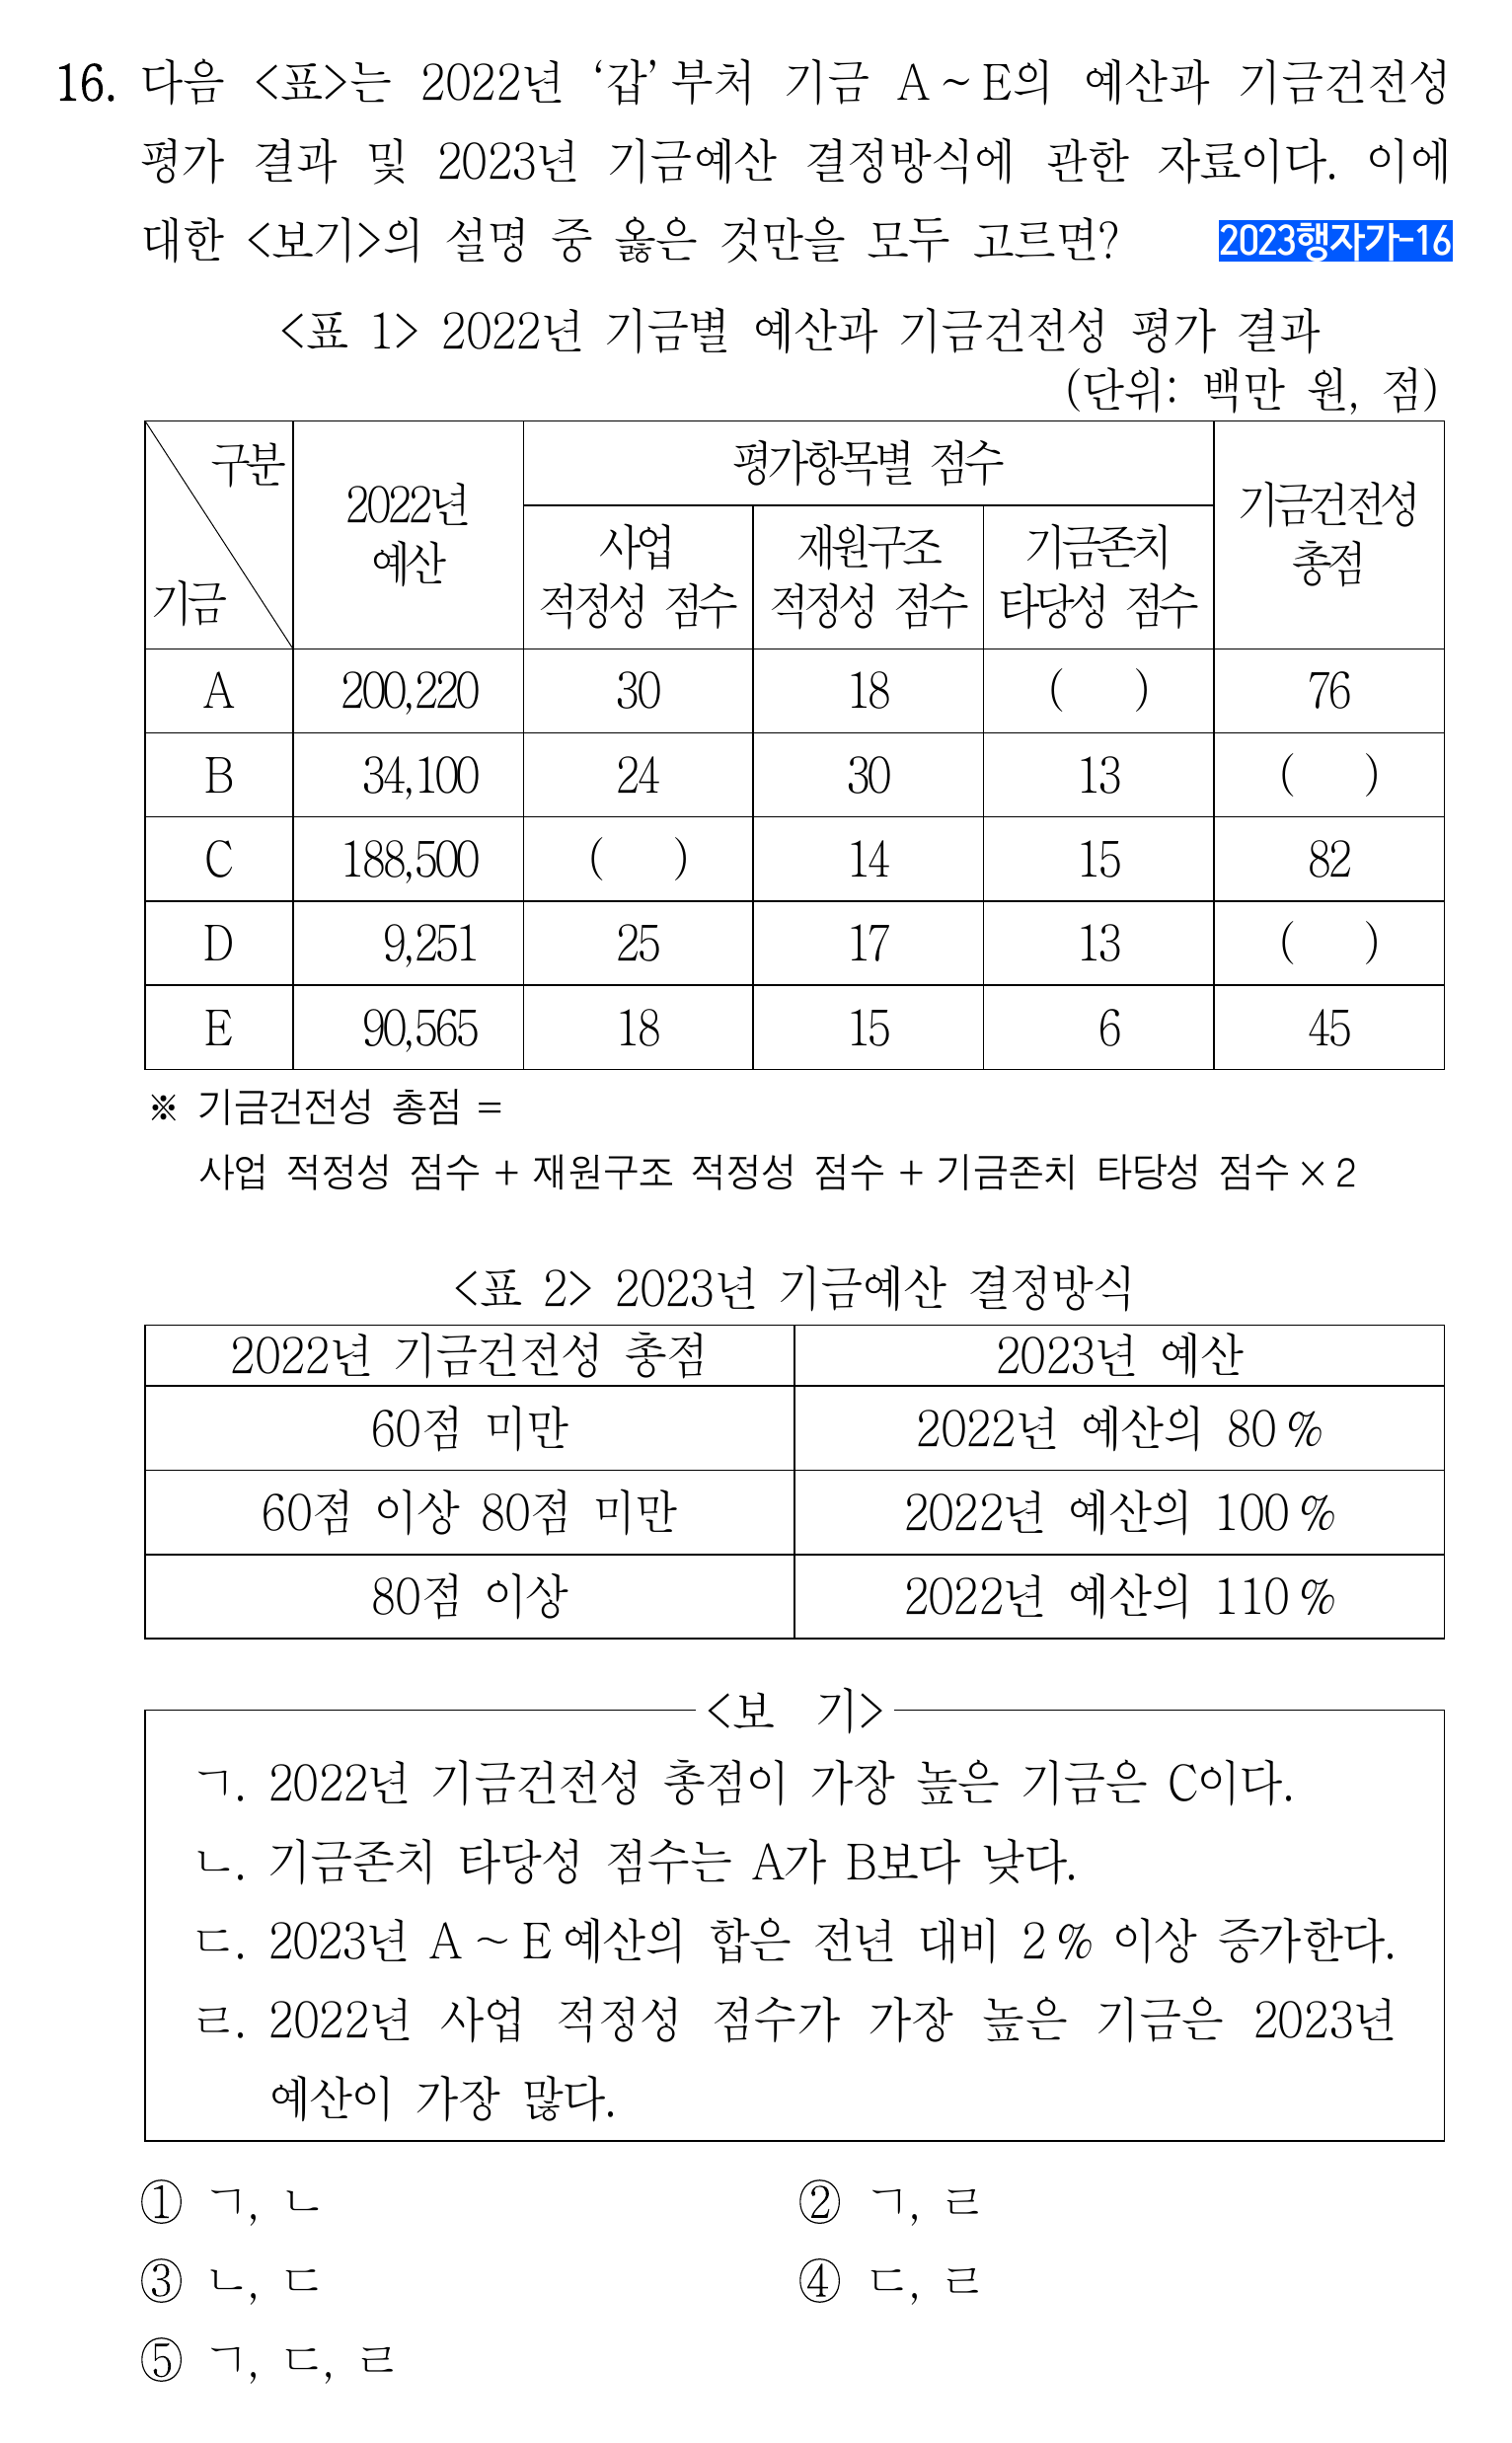 16. 다음 <표>는 2022년 ‘갑’부처 기금 A~E의 예산과 기금건전성
평가 결과 및 2023년 기금예산 결정방식에 관한 자료이다. 이에
대한 <보기>의 설명 중 옳은 것만을 모두 고르면? 2023행자가-16
<표 1> 2022년 기금별 예산과 기금건전성 평가 결과
(단위: 백만 원, 점)
구분 기금 2022년 예산 평가항목별 점수 기금건전성 총점
사업 적정성 점수 재원구조 적정성 점수 기금존치 타당성 점수
A 200,220 30 18 ( ) 76
B 34,100 24 30 13 ( )
C 188,500 ( ) 14 15 82
D 9,251 25 17 13 ( )
E 90,565 18 15 6 45
※ 기금건전성 총점 =
사업 적정성 점수 + 재원구조 적정성 점수 + 기금존치 타당성 점수 × 2
<표 2> 2023년 기금예산 결정방식
2022년 기금건전성 총점 2023년 예산
60점 미만 2022년 예산의 80 %
60점 이상 80점 미만 2022년 예산의 100 %
80점 이상 2022년 예산의 110 %
<보 기>
ㄱ. 2022년 기금건전성 총점이 가장 높은 기금은 C이다.
ㄴ. 기금존치 타당성 점수는 A가 B보다 낮다.
ㄷ. 2023년 A ~ E 예산의 합은 전년 대비 2 % 이상 증가한다.
ㄹ. 2022년 사업 적정성 점수가 가장 높은 기금은 2023년
예산이 가장 많다.
① ㄱ, ㄴ ② ㄱ, ㄹ
③ ㄴ, ㄷ ④ ㄷ, ㄹ
⑤ ㄱ, ㄷ, ㄹ